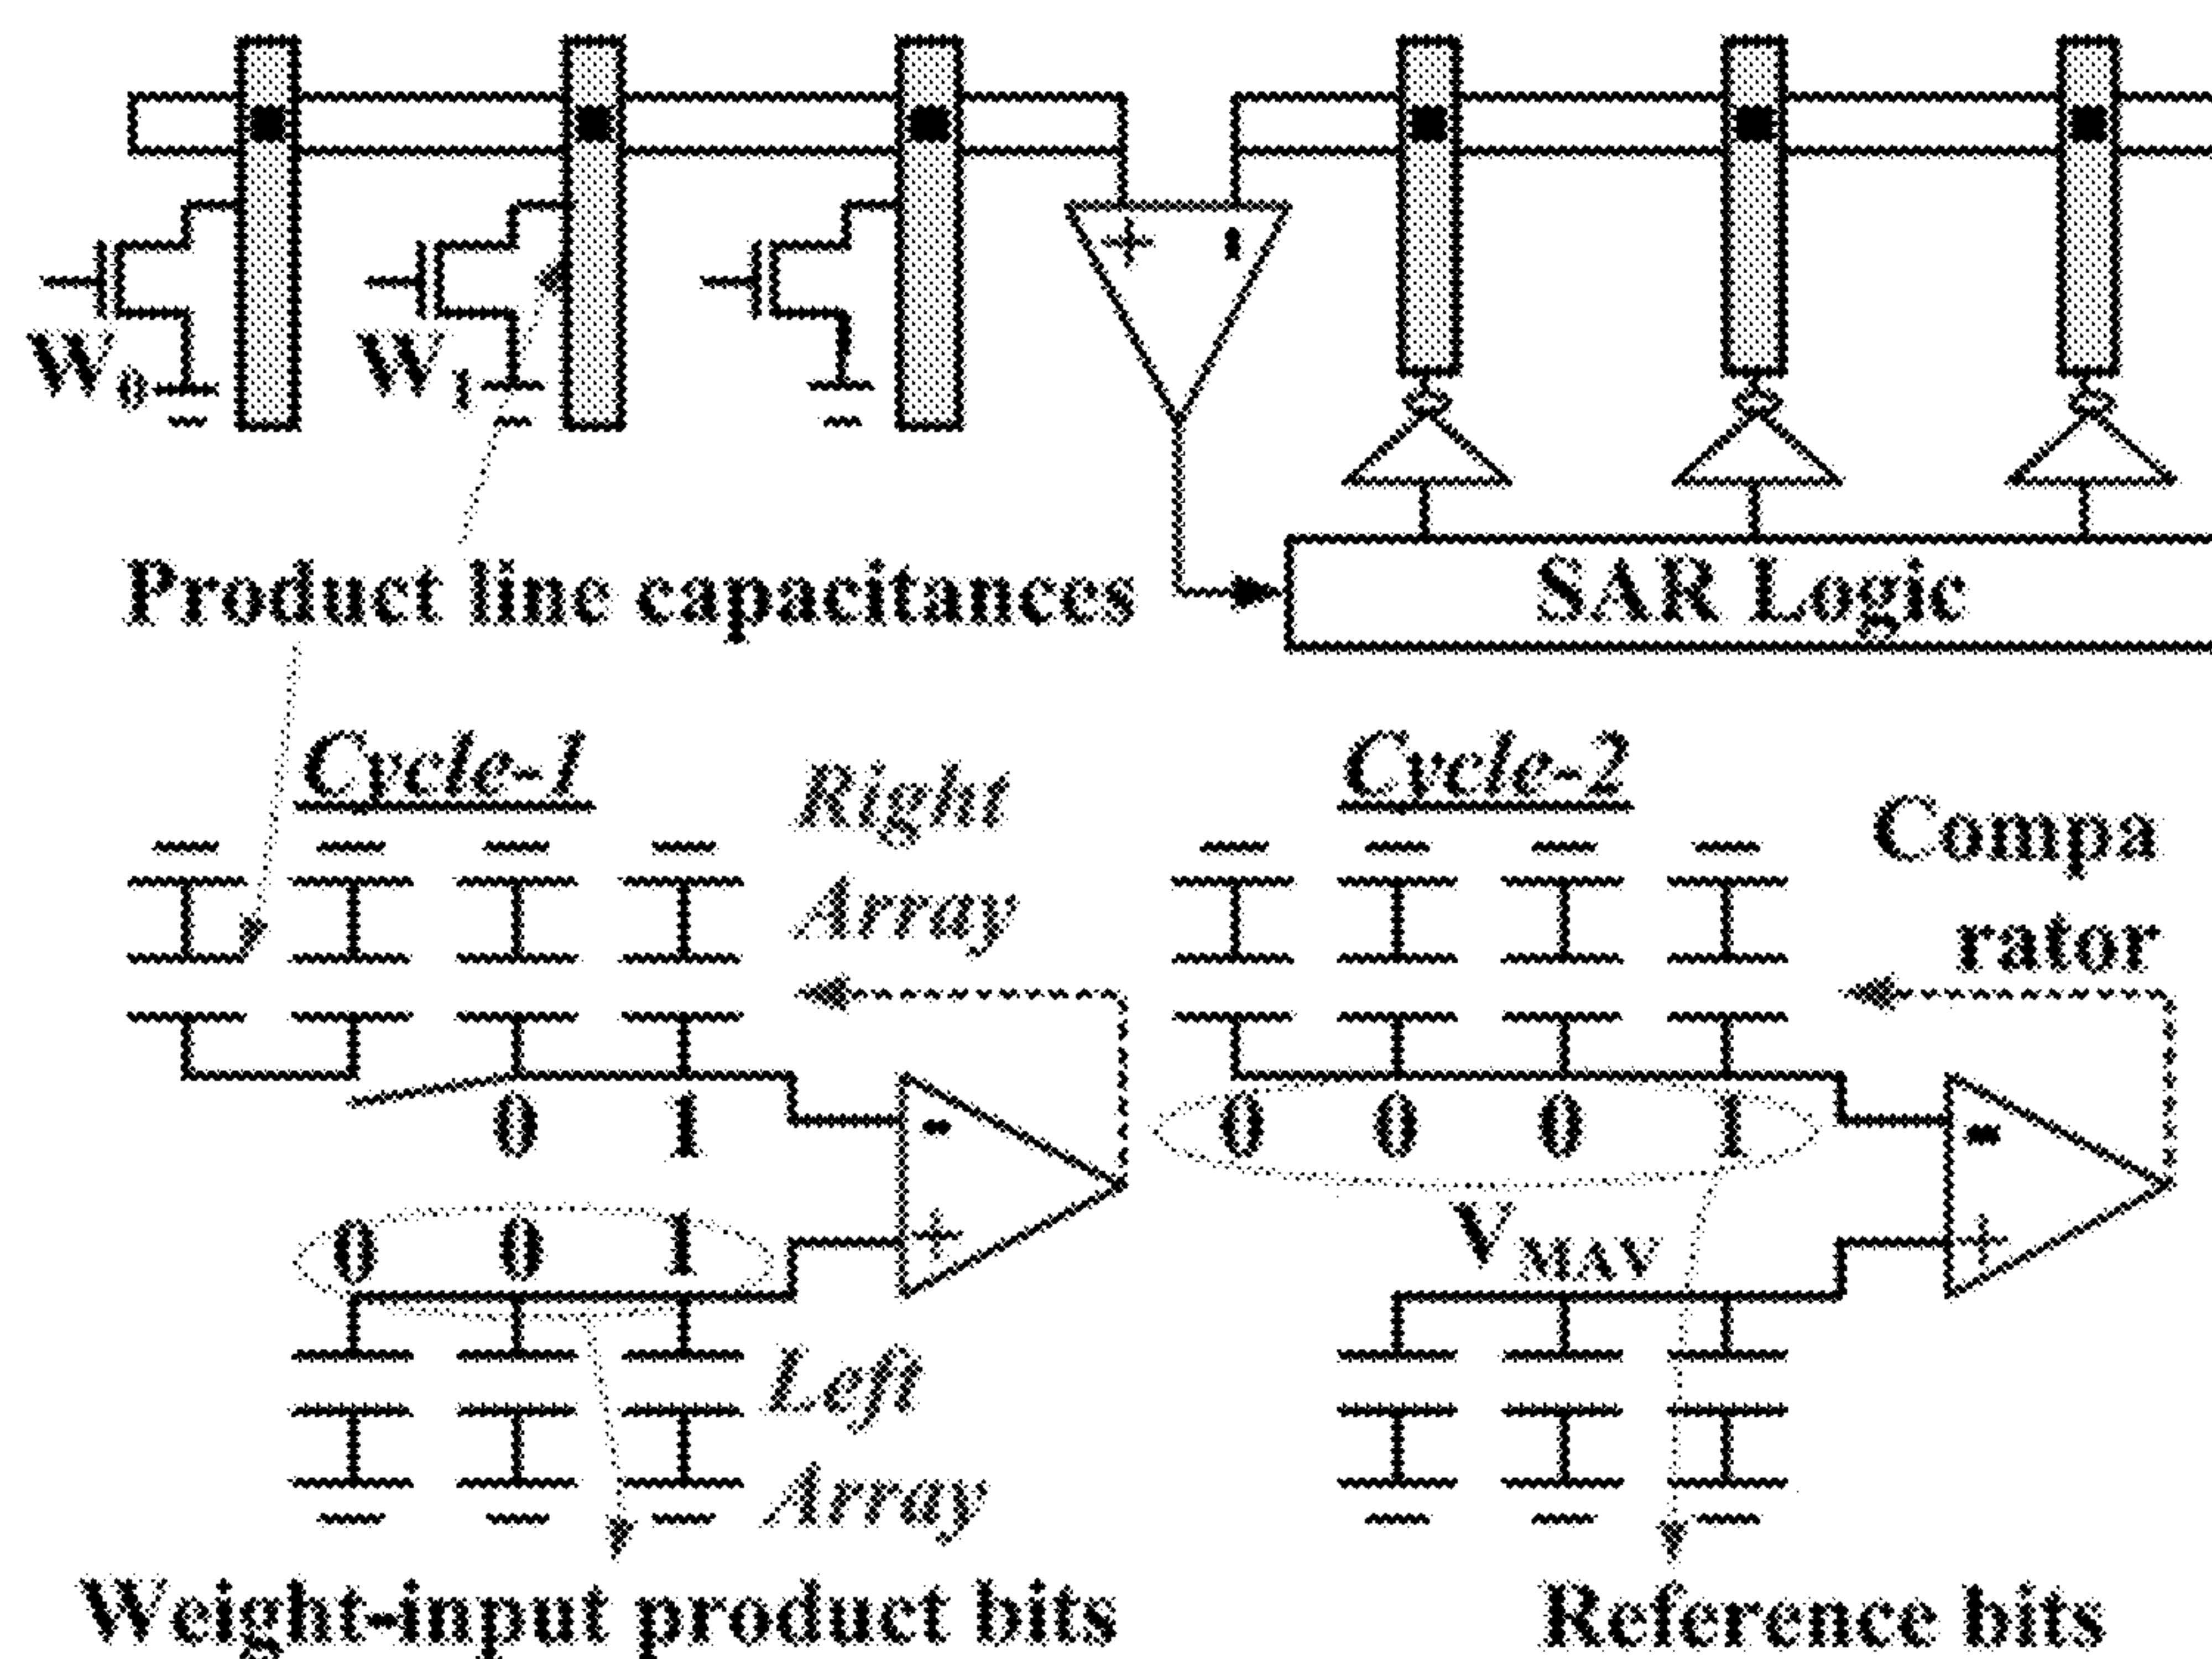 + -
W0 W1
Product line capacitances
SAR Logic
Cycle-1
Right
Array
Cycle-2
Compa
rator
0 1
-
0 0 1
+
0 0 0 1
-
VMAV
+
Left
Array
Weight-input product bits
Reference bits